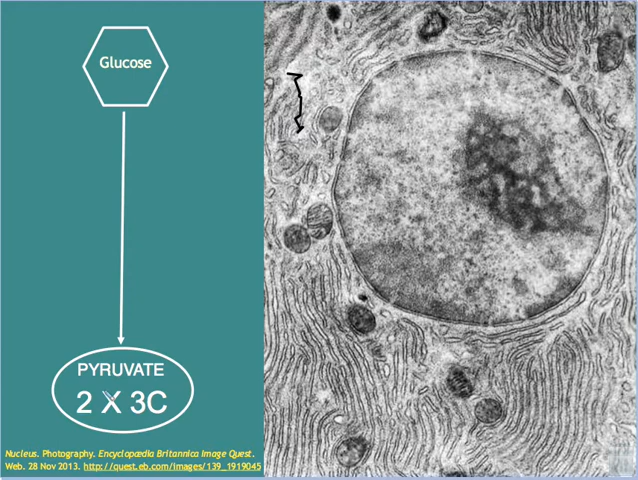 Glucose
PYRUVATE
2 X 3C
Nucleus. Photography. Encyclopædia Britannica Image Quest.
Web. 28 Nov 2013. http://quest.eb.com/images/139_1919045